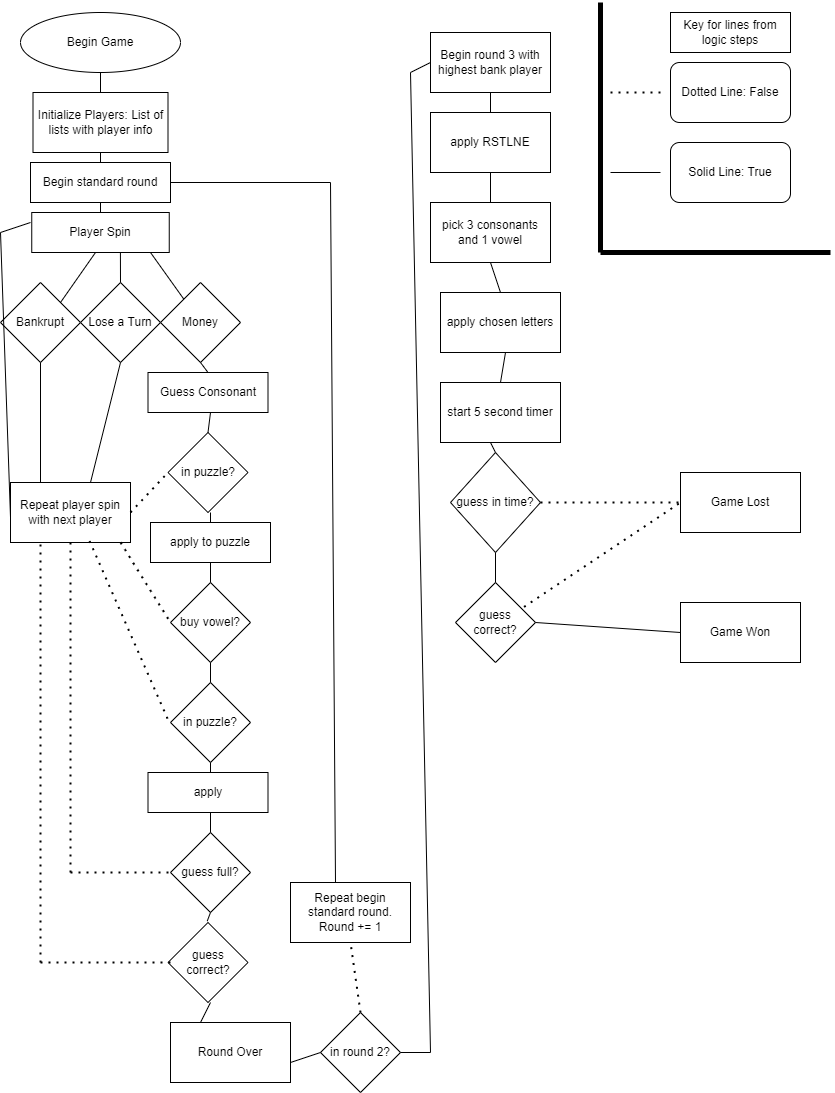 Begin Game
Initialize Players: List of
lists with player info
Begin standard round
Player Spin
Bankrupt
Lose a Turn
Money
Guess Consonant
in puzzle?
Repeat player spin
with next player
apply to puzzle
buy vowel?
in puzzle?
apply
guess full?
guess
correct?
Round Over
in round 2?
Repeat begin
standard round.
Round += 1
Begin round 3 with
highest bank player
apply RSTLNE
pick 3 consonants
and 1 vowel
apply chosen letters
start 5 second timer
guess in time?
Game Lost
guess
correct?
Game Won
Key for lines from
logic steps
Dotted Line: False
Solid Line: True